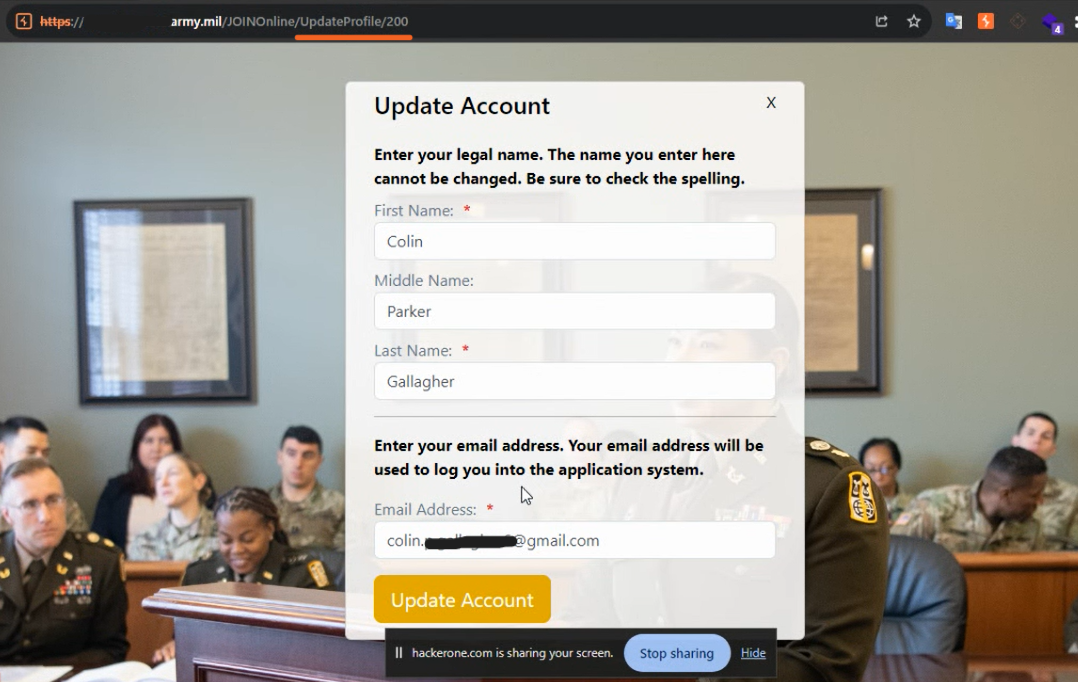 https://
army.mil/JOINOnline/UpdateProfile/200
4
Update Account
X
Enter your legal name. The name you enter here
cannot be changed. Be sure to check the spelling.
First Name: *
Colin
Middle Name:
Parker
Last Name: *
Gallagher
Enter your email address. Your email address will be
used to log you into the application system.
Email Address: *
colin.@gmail.com
Update Account
hackerone.com is sharing your screen.
Stop sharing
Hide